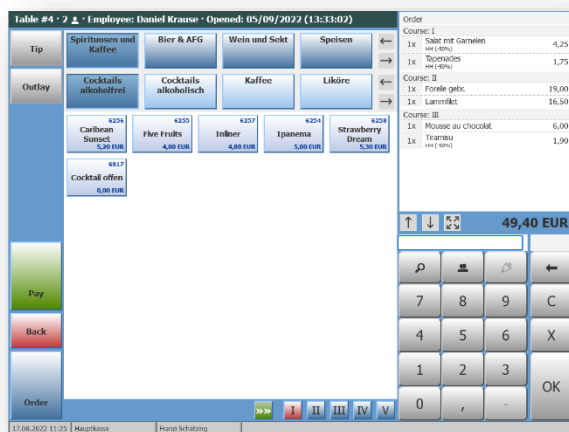 Table #4 · 2 · Employee: Daniel Krause · Opened: 05/09/2022 (13:33:02)
Tip
Outlay
Pay
Back
Order
Spirituosen und Kaffee
Bier & AFG
Wein und Sekt
Speisen
←
→
Cocktails alkoholfrei
Cocktails alkoholisch
Kaffee
Liköre
←
→
6256
Caribean
Sunset
5,20 EUR
6255
Five Fruits
4,80 EUR
6257
Inliner
4,80 EUR
6254
Ipanema
5,00 EUR
6258
Strawberry
Dream
5,30 EUR
6817
Cocktail offen
0,00 EUR
»» I II III IV V
Order
Course: I
1x Salat mit Garnelen 4,25
HH (-50%)
1x Tapenades 1,75
HH (-50%)
Course: II
1x Forelle gebr. 19,00
1x Lammfilet 16,50
Course: III
1x Mousse au chocolat 6,00
1x Tiramisu 1,90
HH (-50%)
↑ ↓ 49,40 EUR
←
7 8 9 C
4 5 6 X
1 2 3 OK
0 , -
17.08.2022 11:25 Hauptkasse Franzi Schätzing